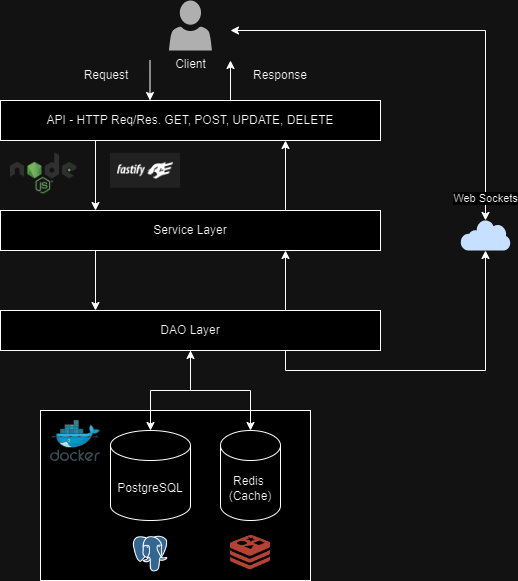 Client
Request
Response
API - HTTP Req/Res. GET, POST, UPDATE, DELETE
node
JS
fastify
Web Sockets
Service Layer
DAO Layer
docker
PostgreSQL
Redis
(Cache)